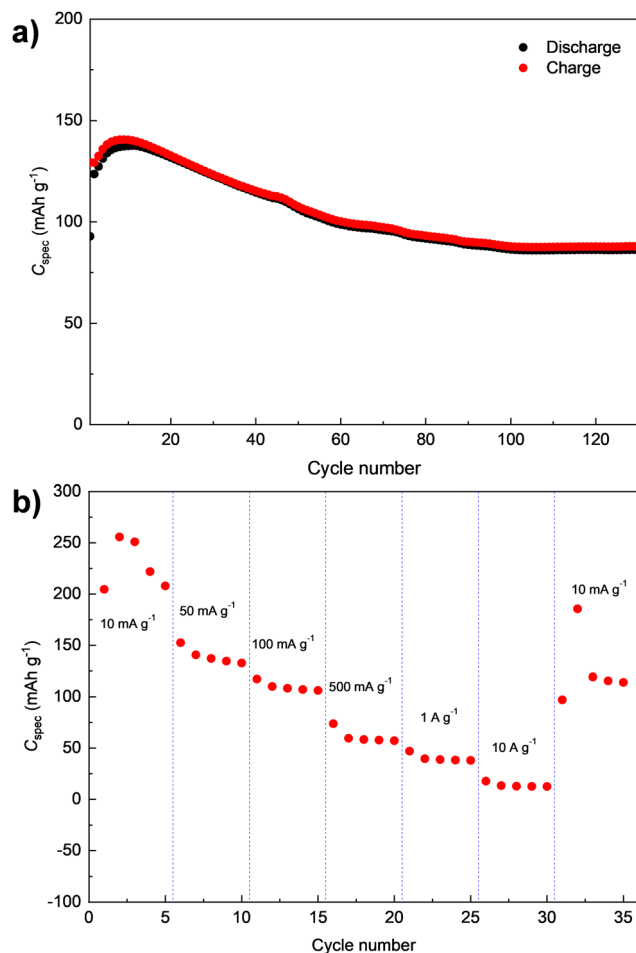 a)
200
150
100
50
0
Discharge
Charge
C_spec (mAh g⁻¹)
20 40 60 80 100 120
Cycle number
b)
300
250
200
150
100
50
0
-50
-100
10 mA g⁻¹
50 mA g⁻¹
100 mA g⁻¹
500 mA g⁻¹
1 A g⁻¹
10 A g⁻¹
10 mA g⁻¹
C_spec (mAh g⁻¹)
0 5 10 15 20 25 30 35
Cycle number